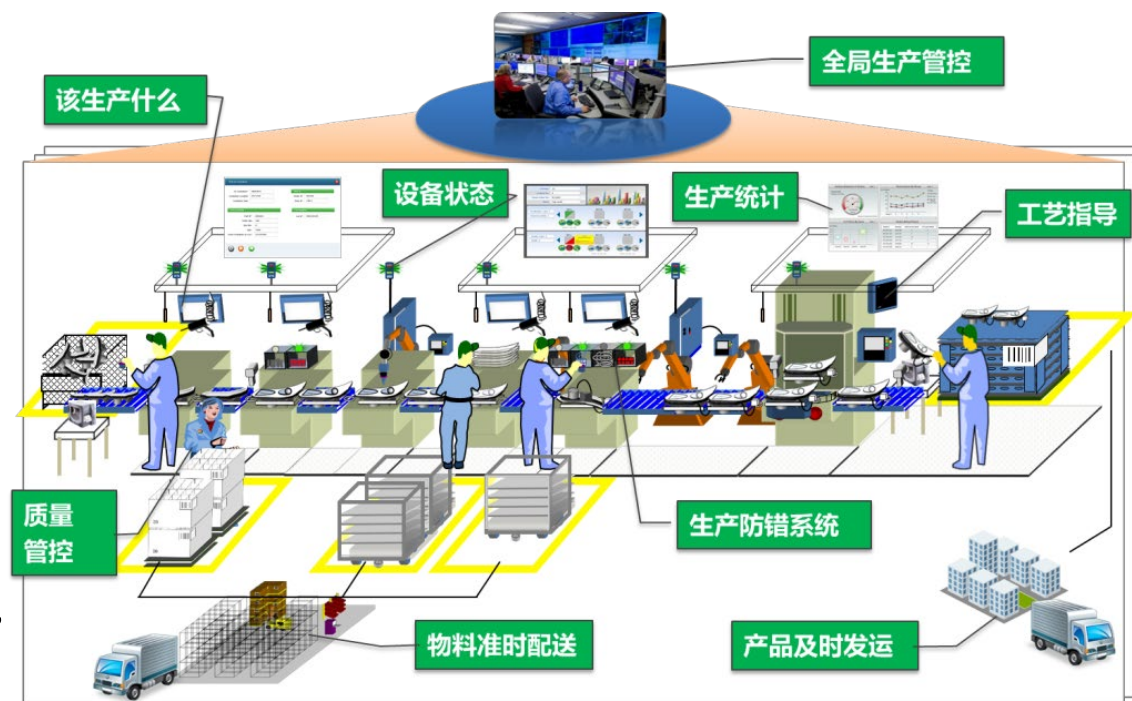 全局生产管控
该生产什么
设备状态
生产统计
工艺指导
质量
管控
生产防错系统
物料准时配送
产品及时发运